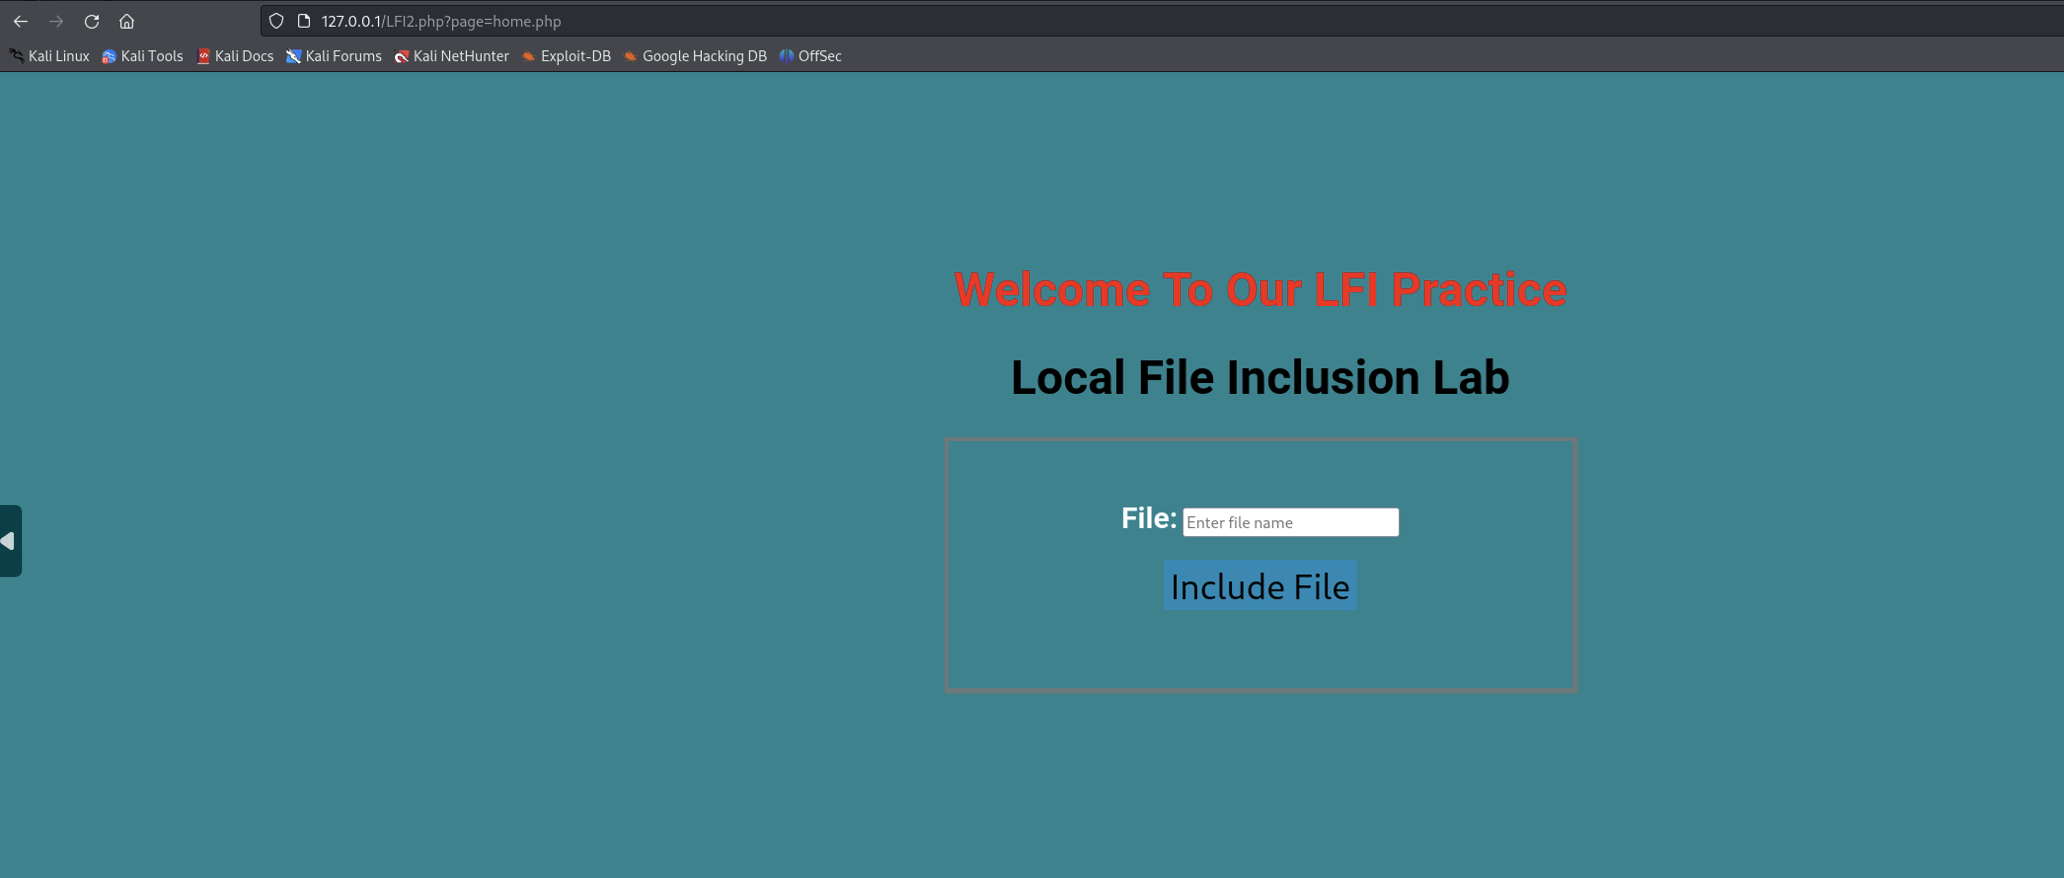 127.0.0.1/LFI2.php?page=home.php
Kali Linux Kali Tools Kali Docs Kali Forums Kali NetHunter Exploit-DB Google Hacking DB OffSec
Welcome To Our LFI Practice
Local File Inclusion Lab
File: Enter file name
Include File